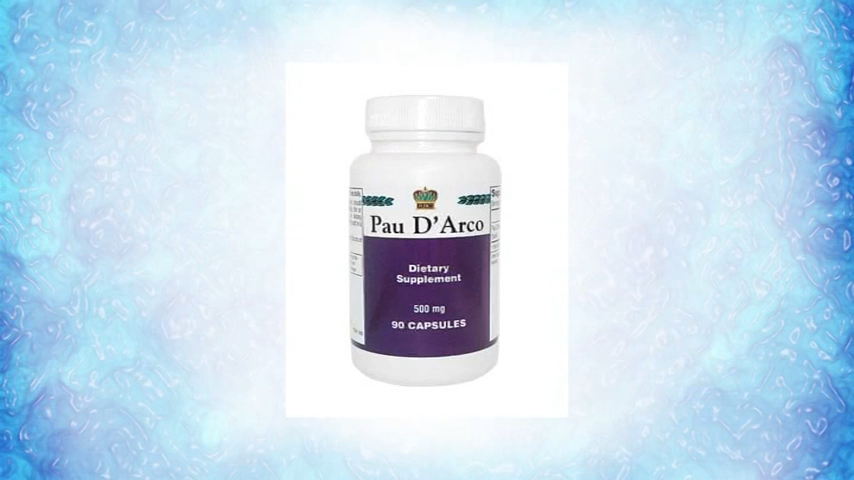 Pau D'Arco
Dietary
Supplement
500 mg
90 CAPSULES